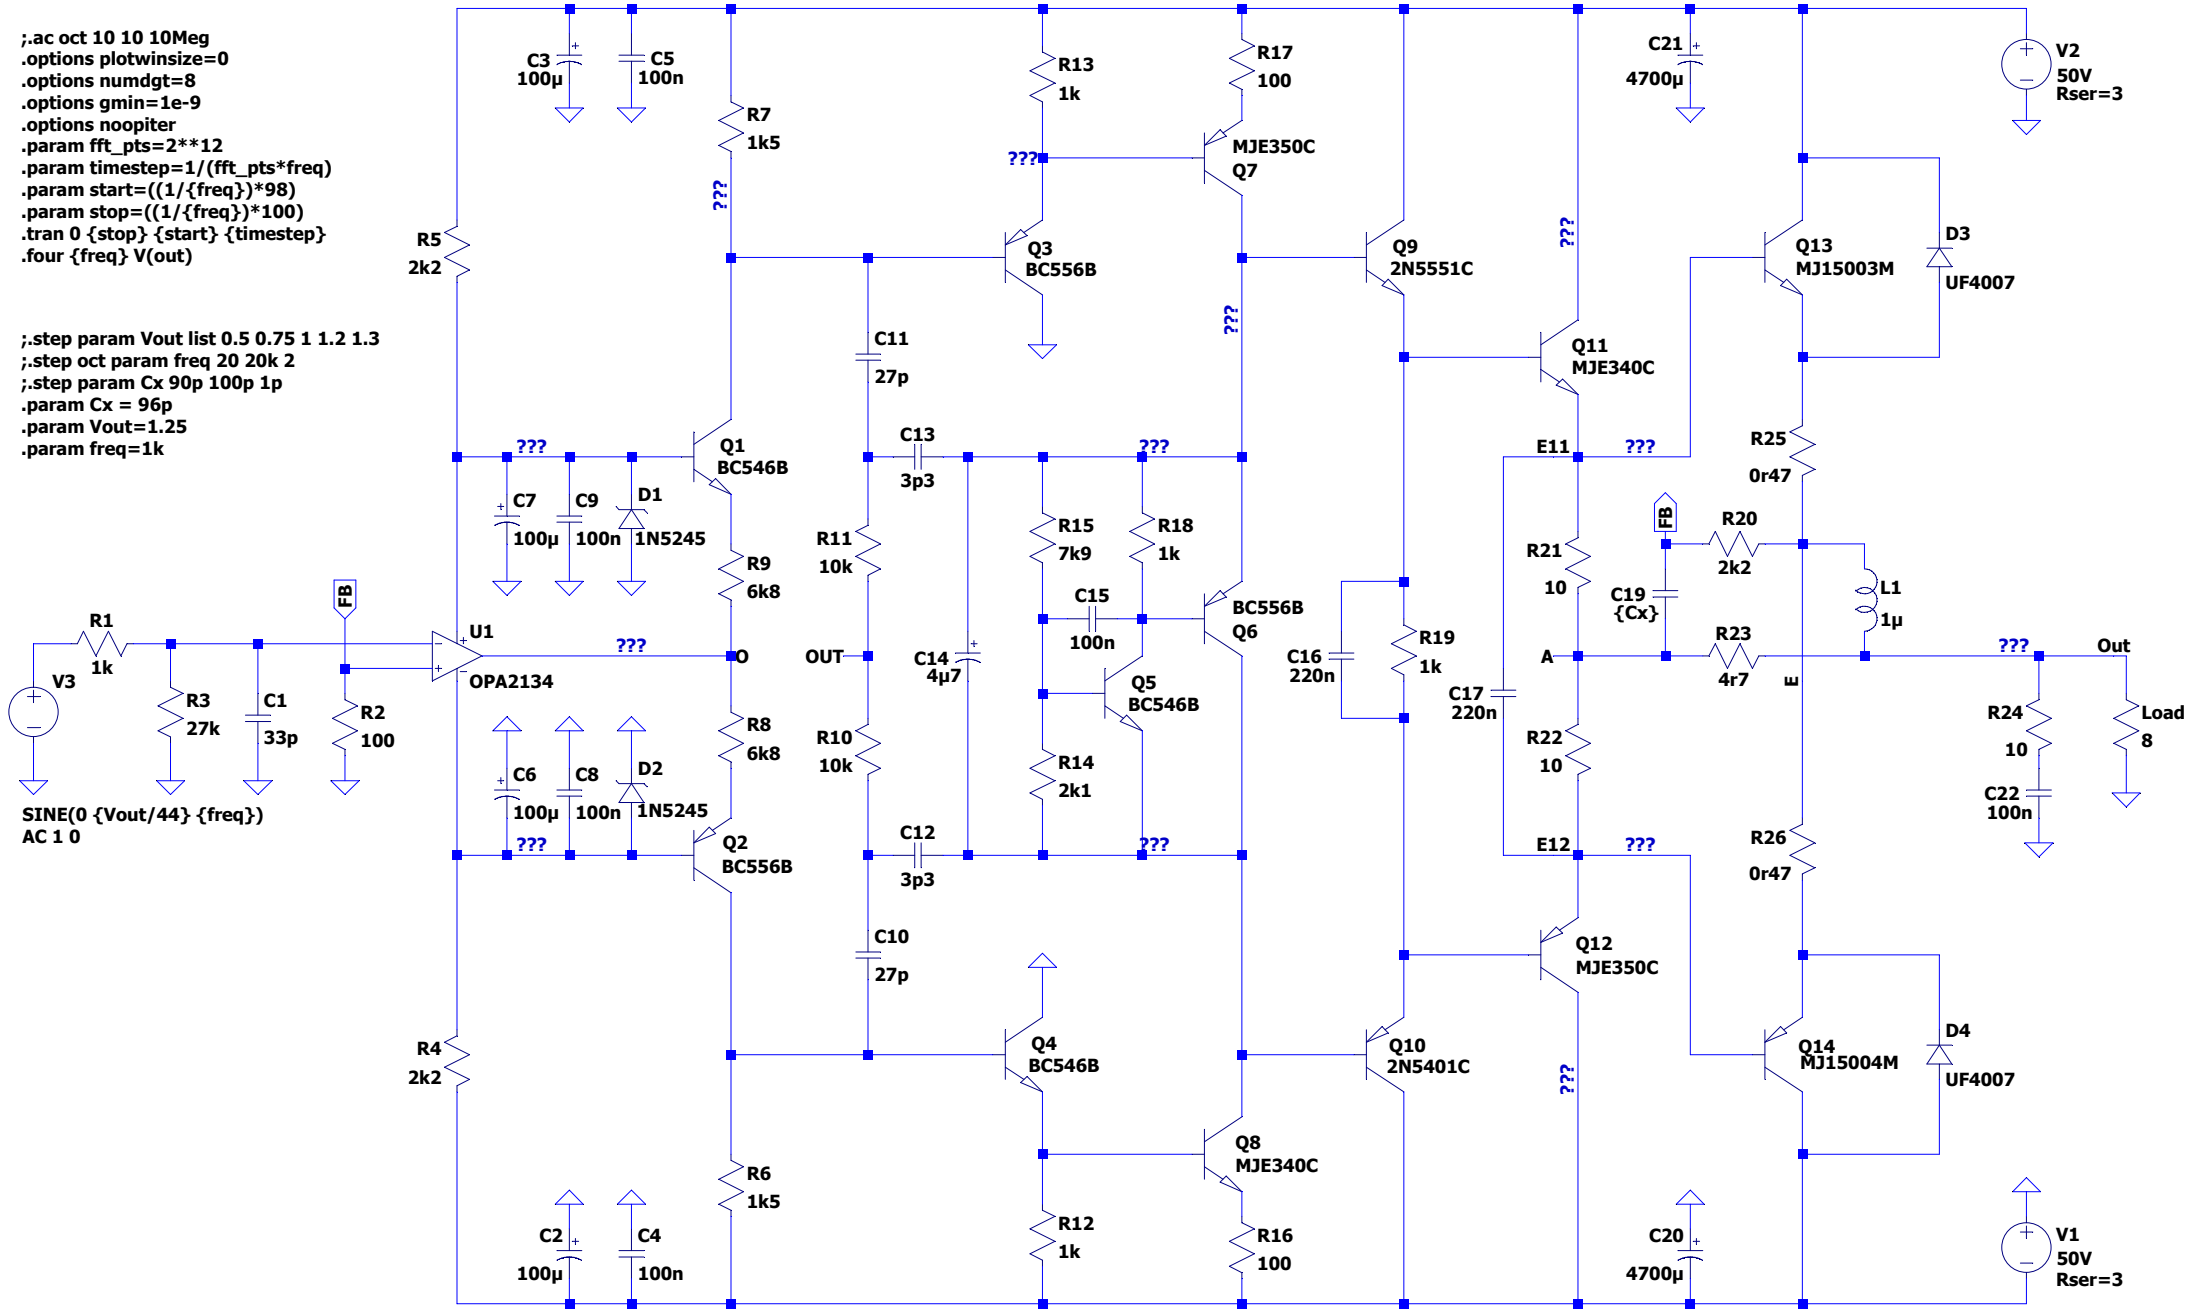 ;.ac oct 10 10 10Meg
.options plotwinsize=0
.options numdgt=8
.options gmin=1e-9
.options noopiter
.param fft_pts=2**12
.param timestep=1/(fft_pts*freq)
.param start=((1/{freq})*98)
.param stop=((1/{freq})*100)
.tran 0 {stop} {start} {timestep}
.four {freq} V(out)
;.step param Vout list 0.5 0.75 1 1.2 1.3
;.step oct param freq 20 20k 2
;.step param Cx 90p 100p 1p
.param Cx = 96p
.param Vout=1.25
.param freq=1k
C3
100µ
C5
100n
R7
1k5
???
R13
1k
???
R17
100
MJE350C
Q7
C21
4700µ
V2
50V
Rser=3
R5
2k2
Q3
BC556B
???
Q9
2N5551C
???
Q13
MJ15003M
D3
UF4007
C11
27p
Q11
MJE340C
???
Q1
BC546B
C13
3p3
???
E11
???
R25
0r47
C7
100µ
C9
100n
D1
1N5245
R9
6k8
R11
10k
R15
7k9
R18
1k
R21
10
FB
R20
2k2
C19
{Cx}
L1
1µ
R1
1k
FB
U1
???
O
OUT
C14
4µ7
C15
100n
BC556B
Q6
C16
220n
R19
1k
A
R23
4r7
???
Out
V3
R3
27k
C1
33p
R2
100
OPA2134
R8
6k8
R10
10k
Q5
BC546B
C17
220n
E
R24
10
Load
8
R22
10
C6
100µ
C8
100n
D2
1N5245
R14
2k1
C22
100n
SINE(0 {Vout/44} {freq})
AC 1 0
???
Q2
BC556B
C12
3p3
???
E12
???
R26
0r47
C10
27p
Q12
MJE350C
R4
2k2
Q4
BC546B
Q10
2N5401C
???
Q14
MJ15004M
D4
UF4007
Q8
MJE340C
R6
1k5
R12
1k
R16
100
C2
100µ
C4
100n
C20
4700µ
V1
50V
Rser=3